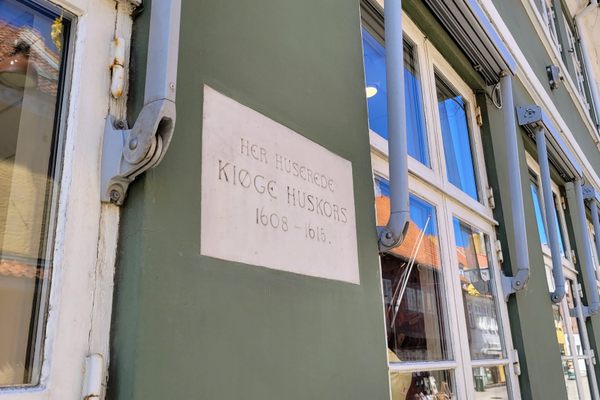 HER HUSEREDE
KIØGE HUSKORS
1608 - 1615.